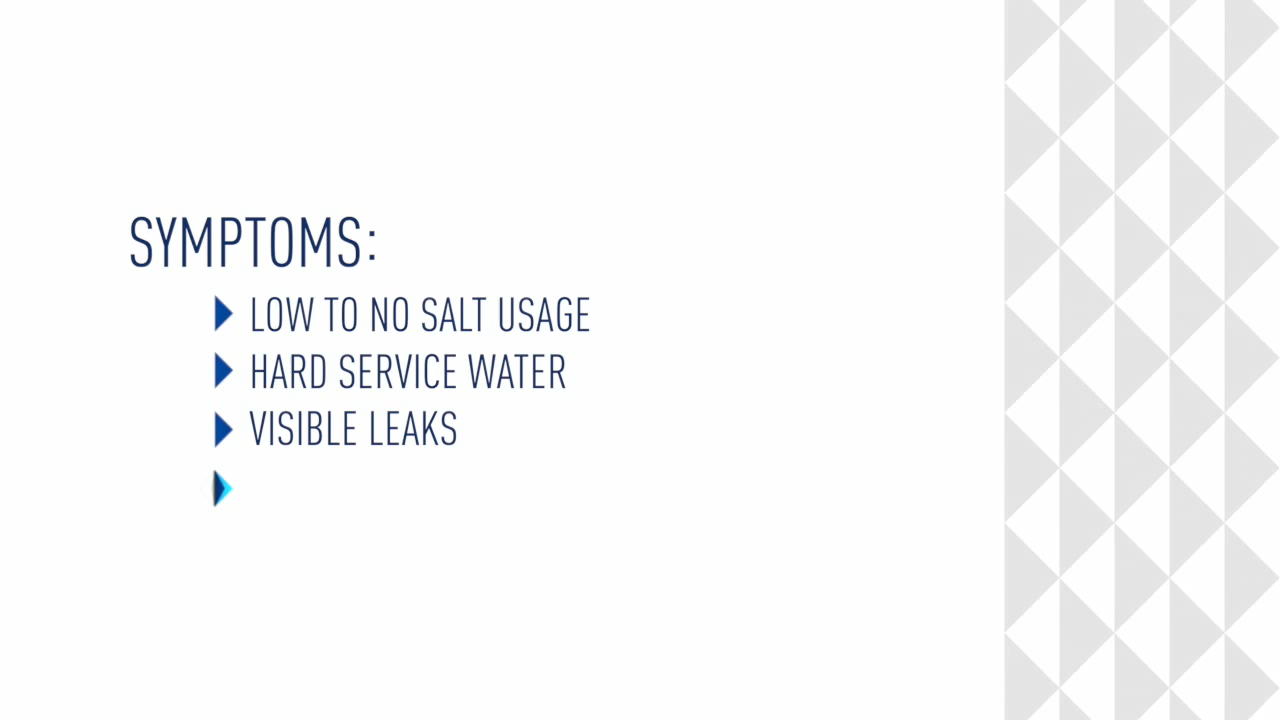 SYMPTOMS:
LOW TO NO SALT USAGE
HARD SERVICE WATER
VISIBLE LEAKS